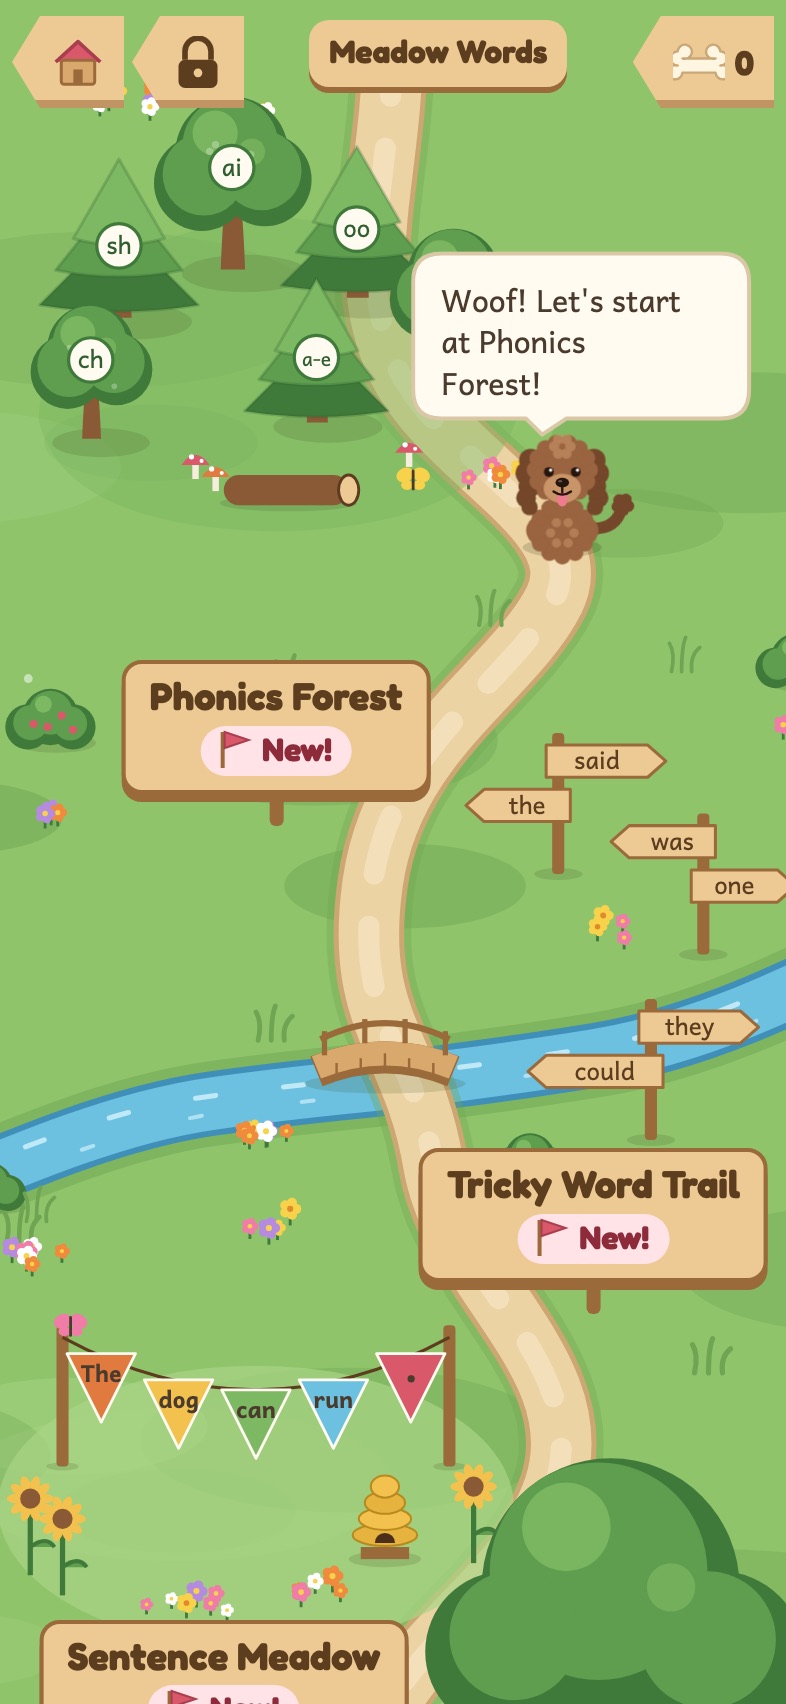 Meadow Words
0
ai
sh
oo
ch
a-e
Woof! Let's start
at Phonics
Forest!
Phonics Forest
New!
said
the
was
one
they
could
Tricky Word Trail
New!
The
dog
can
run
.
Sentence Meadow
New!